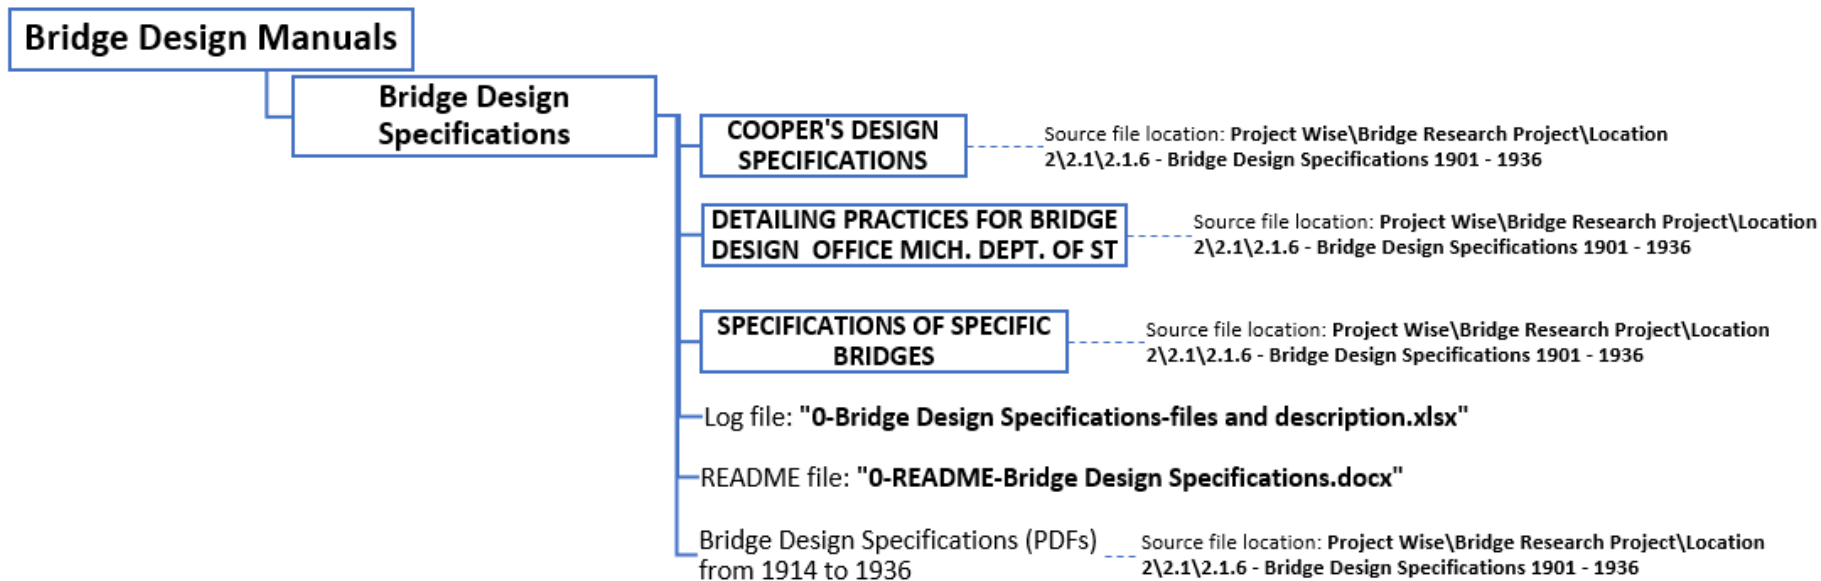 Bridge Design Manuals
Bridge Design
Specifications
COOPER'S DESIGN
SPECIFICATIONS
Source file location: Project Wise\Bridge Research Project\Location
2\2.1\2.1.6 - Bridge Design Specifications 1901 - 1936
DETAILING PRACTICES FOR BRIDGE
DESIGN  OFFICE MICH. DEPT. OF ST
Source file location: Project Wise\Bridge Research Project\Location
2\2.1\2.1.6 - Bridge Design Specifications 1901 - 1936
SPECIFICATIONS OF SPECIFIC
BRIDGES
Source file location: Project Wise\Bridge Research Project\Location
2\2.1\2.1.6 - Bridge Design Specifications 1901 - 1936
Log file: "0-Bridge Design Specifications-files and description.xlsx"
README file: "0-README-Bridge Design Specifications.docx"
Bridge Design Specifications (PDFs)
from 1914 to 1936
Source file location: Project Wise\Bridge Research Project\Location
2\2.1\2.1.6 - Bridge Design Specifications 1901 - 1936